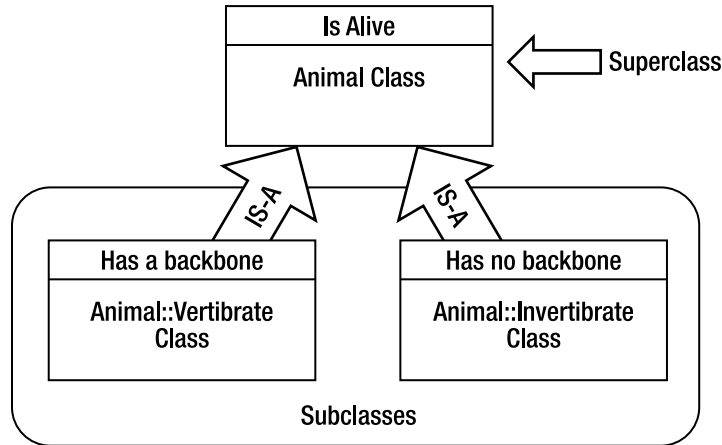 Is Alive
Animal Class
Superclass
IS-A
IS-A
Has a backbone
Animal::Vertibrate
Class
Has no backbone
Animal::Invertibrate
Class
Subclasses